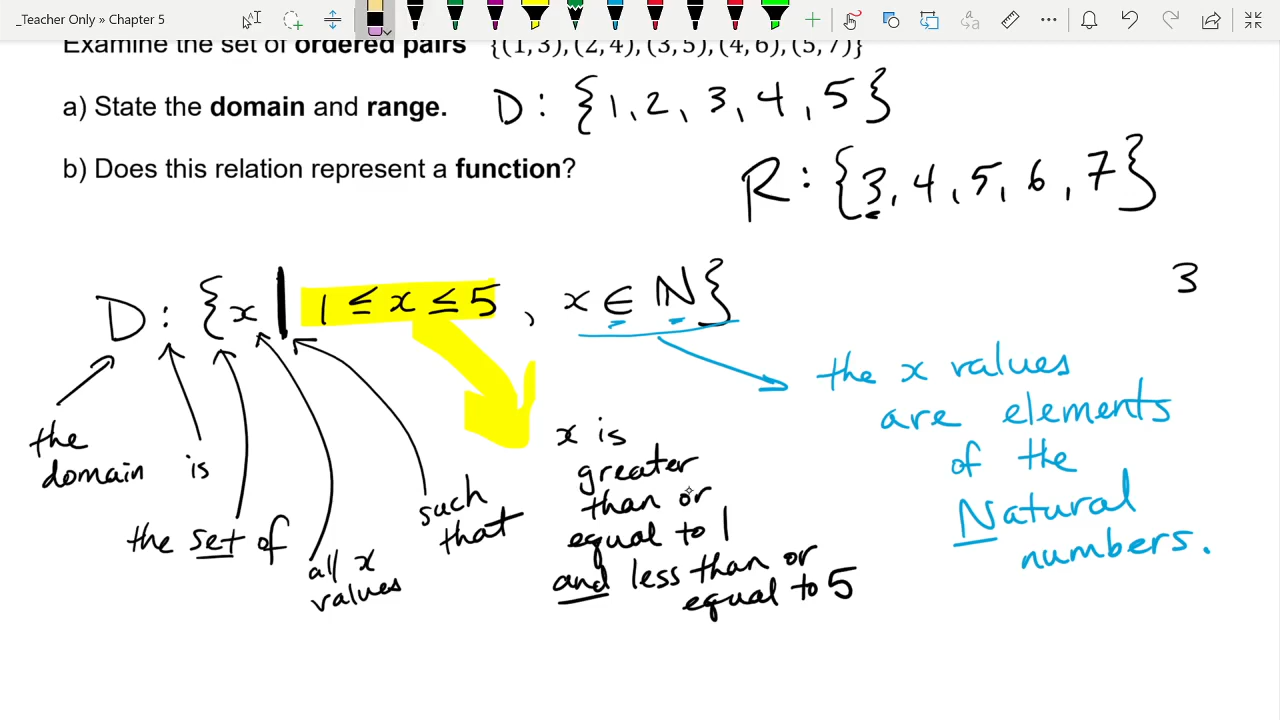 _Teacher Only » Chapter 5
Examine the set of ordered pairs {(1, 3), (2, 4), (3, 5), (4, 6), (5, 7)}
a) State the domain and range. D : {1, 2, 3, 4, 5}
b) Does this relation represent a function?
R : {3, 4, 5, 6, 7}
3
D : {x | 1 ≤ x ≤ 5 , x ∈ ℕ}
the domain
is
the set of
all x values
such that
x is
greater
than or
equal to 1
and less than or
equal to 5
the x values
are elements
of the
Natural
numbers.